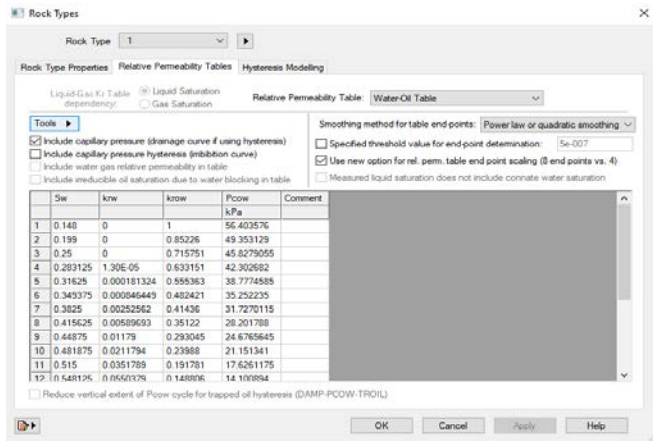 Rock Types
Rock Type 1
Rock Type Properties Relative Permeability Tables Hysteresis Modelling
Liquid-Gas Kr Table dependency: Liquid Saturation Gas Saturation
Relative Permeability Table: Water-Oil Table
Tools
Smoothing method for table end points: Power law or quadratic smoothing
Include capillary pressure (drainage curve if using hysteresis)
Include capillary pressure hysteresis (imbibition curve)
Include water gas relative permeability in table
Include irreducible oil saturation due to water blocking in table
Specified threshold value for end-point determination: 5e-007
Use new option for rel. perm. table end point scaling (8 end points vs. 4)
Measured liquid saturation does not include connate water saturation
Sw krw krow Pcow Comment
kPa
1 0.148 0 1 56.403576
2 0.199 0 0.85226 49.353129
3 0.25 0 0.715751 45.8279055
4 0.283125 1.30E-05 0.633151 42.302682
5 0.31625 0.000181324 0.555363 38.7774585
6 0.349375 0.000846449 0.482421 35.252235
7 0.3825 0.00252562 0.41436 31.7270115
8 0.415625 0.00589693 0.35122 28.201788
9 0.44875 0.01179 0.293045 24.6765645
10 0.481875 0.0211794 0.23988 21.151341
11 0.515 0.0351789 0.191781 17.6261175
12 0.548125 0.0550379 0.148806 14.100894
Reduce vertical extent of Pcow cycle for trapped oil hysteresis (DAMP-PCOW-TROIL)
OK Cancel Apply Help